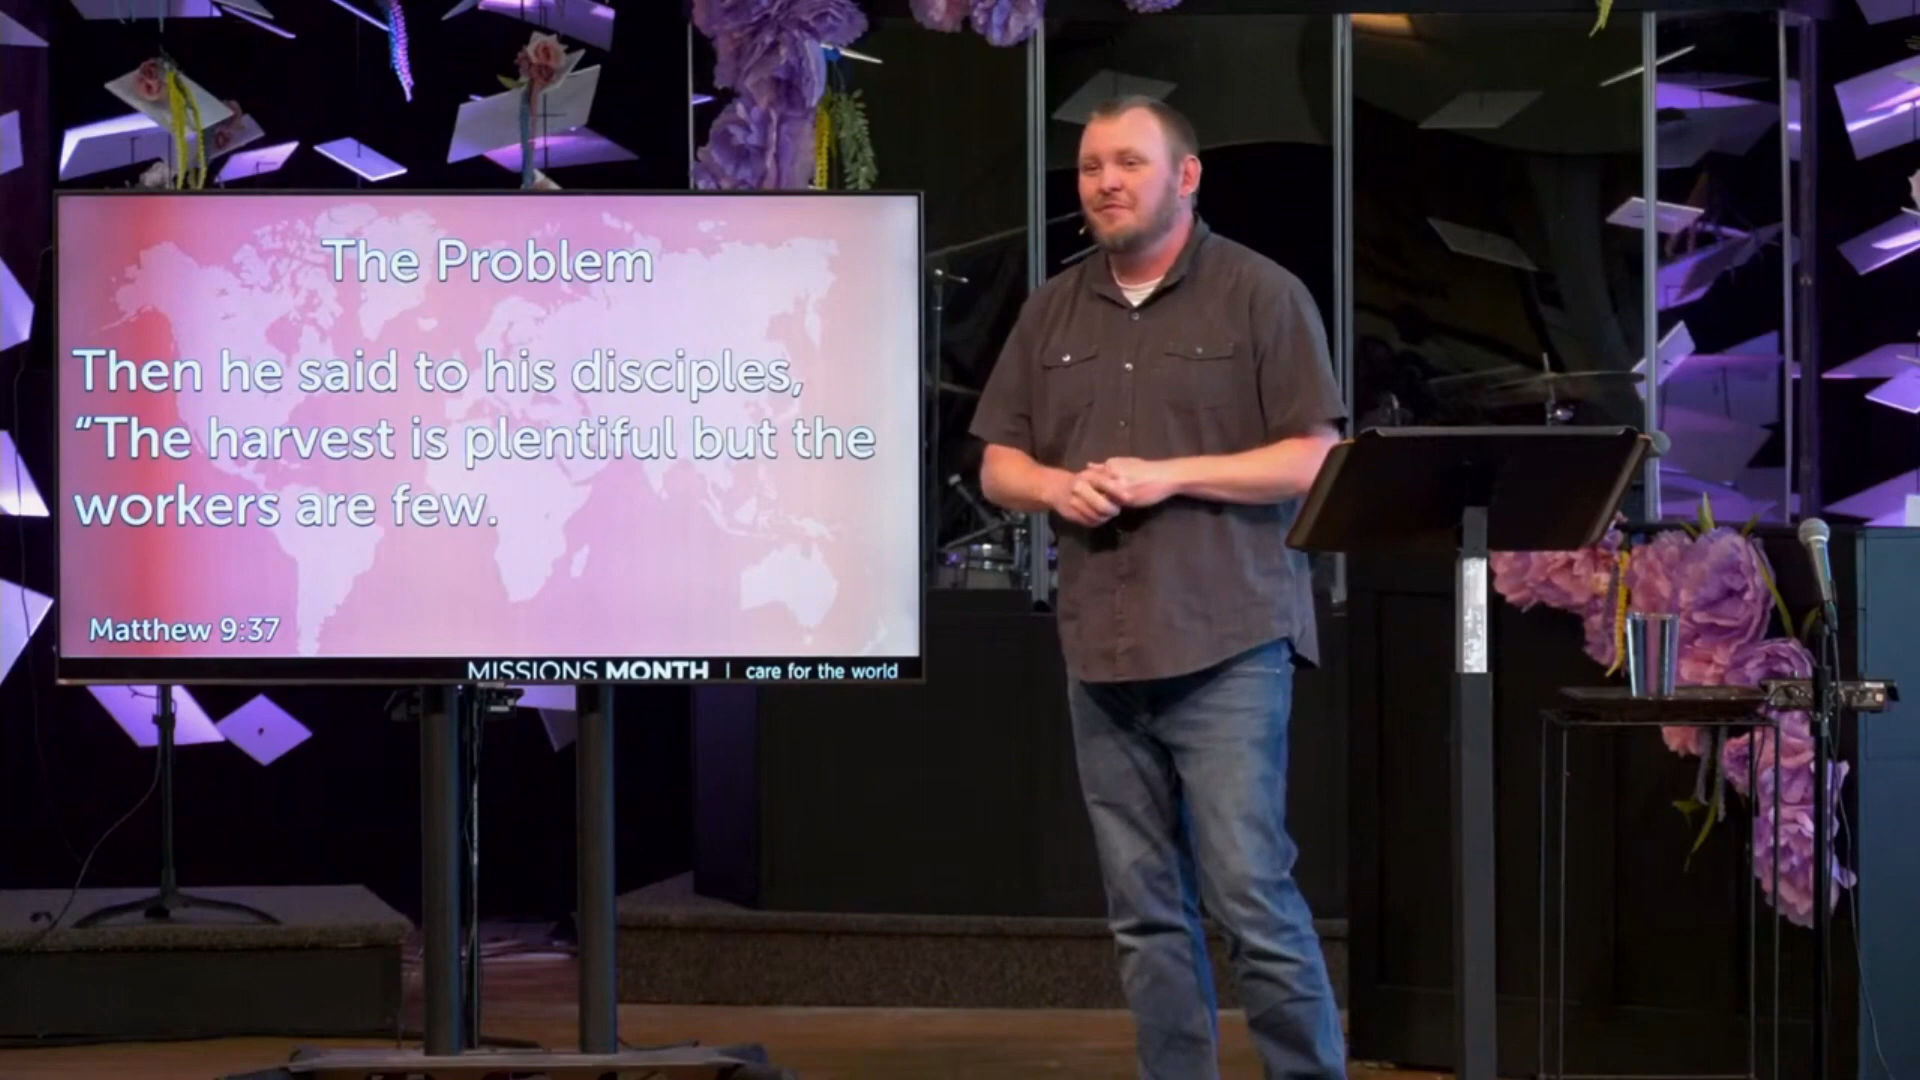 The Problem
Then he said to his disciples,
“The harvest is plentiful but the
workers are few.
Matthew 9:37
MISSIONS MONTH | care for the world